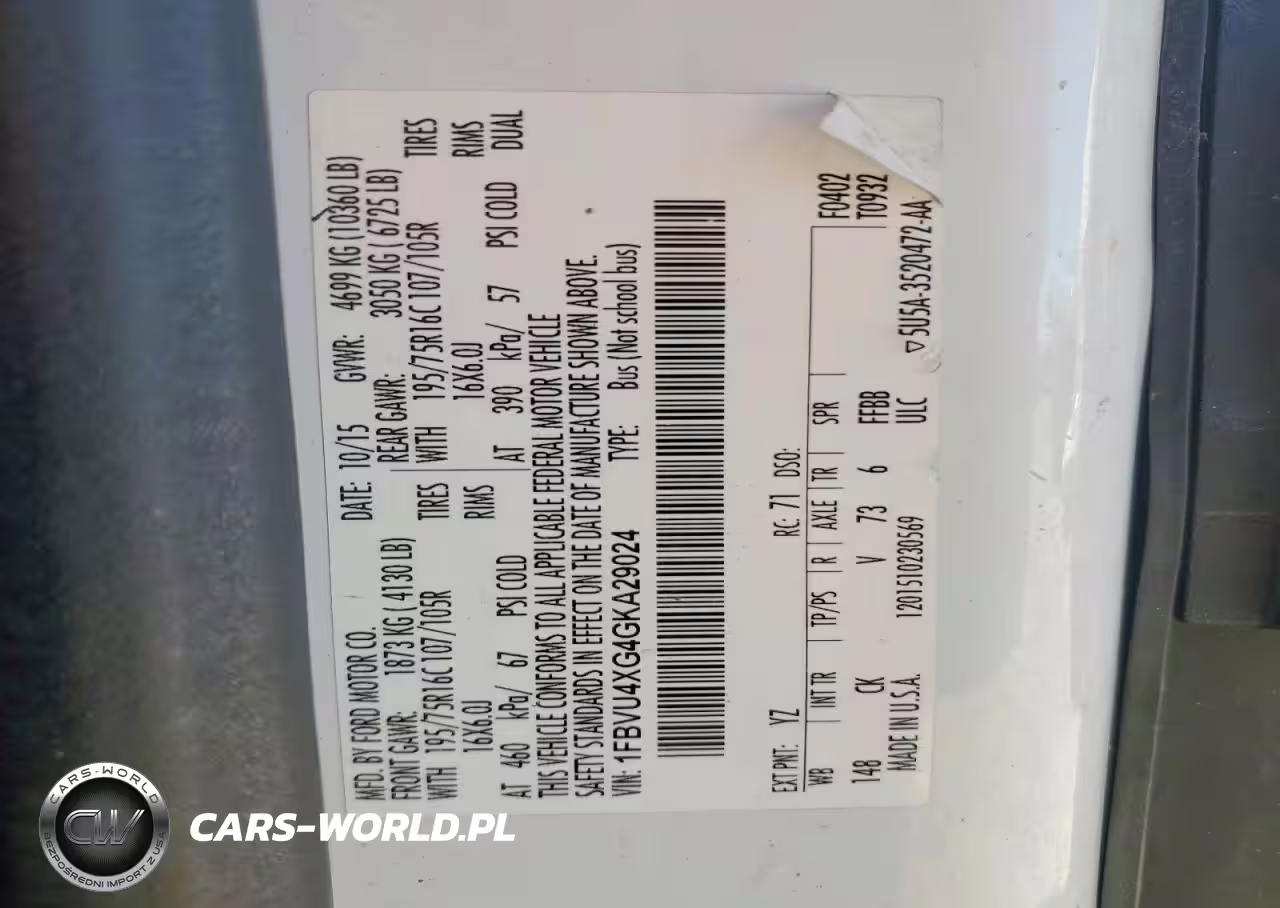 MFD. BY FORD MOTOR CO. DATE: 10/15 GVWR: 4699 KG (10360 LB)
FRONT GAWR: 1873 KG ( 4130 LB) REAR GAWR: 3050 KG ( 6725 LB)
WITH 195/75R16C 107/105R TIRES WITH 195/75R16C 107/105R TIRES
16X6.0J RIMS 16X6.0J RIMS
AT 460 kPa/ 67 PSI COLD AT 390 kPa/ 57 PSI COLD DUAL
THIS VEHICLE CONFORMS TO ALL APPLICABLE FEDERAL MOTOR VEHICLE
SAFETY STANDARDS IN EFFECT ON THE DATE OF MANUFACTURE SHOWN ABOVE.
VIN: 1FBVU4XG4GKA29024 TYPE: Bus (Not school bus)
EXT PNT: YZ RC: 71 DSO:
WB INT TR TP/PS R AXLE TR SPR F0402
148 CK V 73 6 FFBB T0932
MADE IN U.S.A. 1201510230569 ULC ▽5U5A-3520472-AA
CARS-WORLD
CW
BEZPOŚREDNI IMPORT Z USA
CARS-WORLD.PL